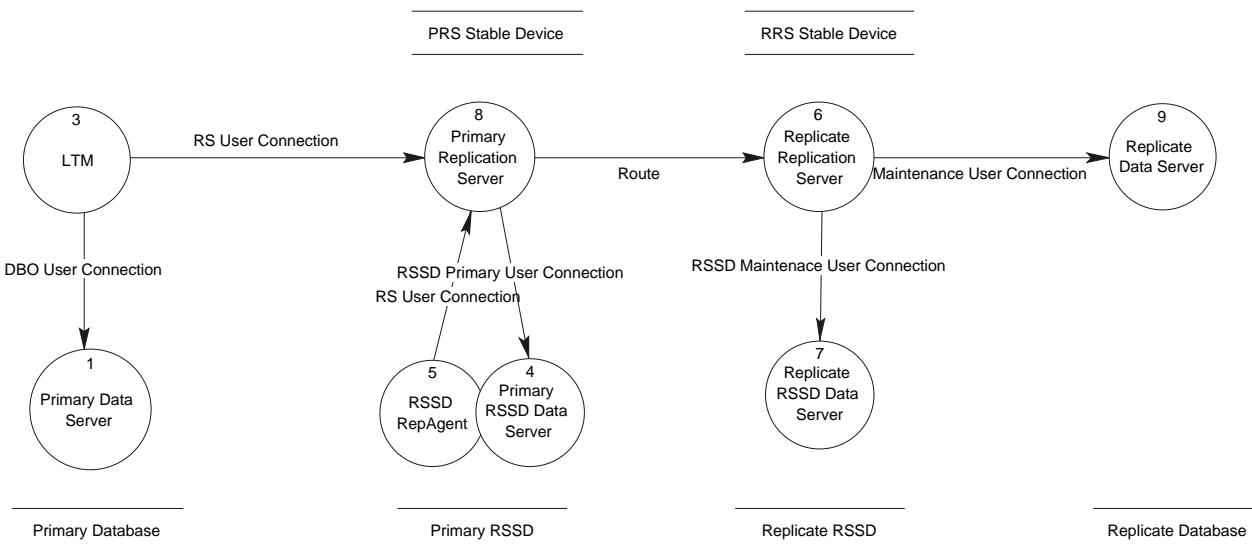 PRS Stable Device
RRS Stable Device
3
LTM
RS User Connection
8
Primary
Replication
Server
Route
6
Replicate
Replication
Server
Maintenance User Connection
9
Replicate
Data Server
DBO User Connection
RSSD Primary User Connection
RS User Connection
RSSD Maintenace User Connection
1
Primary Data
Server
5
RSSD
RepAgent
4
Primary
RSSD Data
Server
7
Replicate
RSSD Data
Server
Primary Database
Primary RSSD
Replicate RSSD
Replicate Database